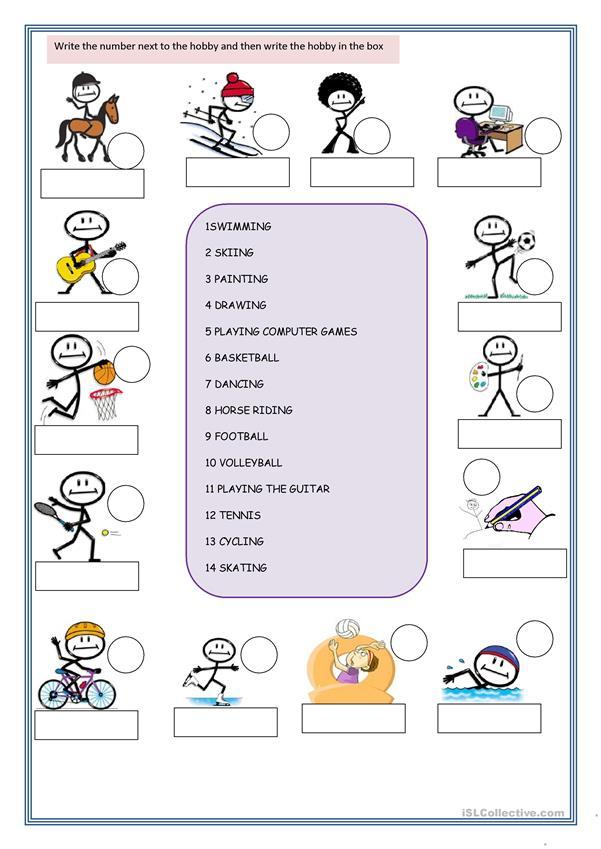 Write the number next to the hobby and then write the hobby in the box
1SWIMMING
2 SKIING
3 PAINTING
4 DRAWING
5 PLAYING COMPUTER GAMES
6 BASKETBALL
7 DANCING
8 HORSE RIDING
9 FOOTBALL
10 VOLLEYBALL
11 PLAYING THE GUITAR
12 TENNIS
13 CYCLING
14 SKATING
iSLCollective.com